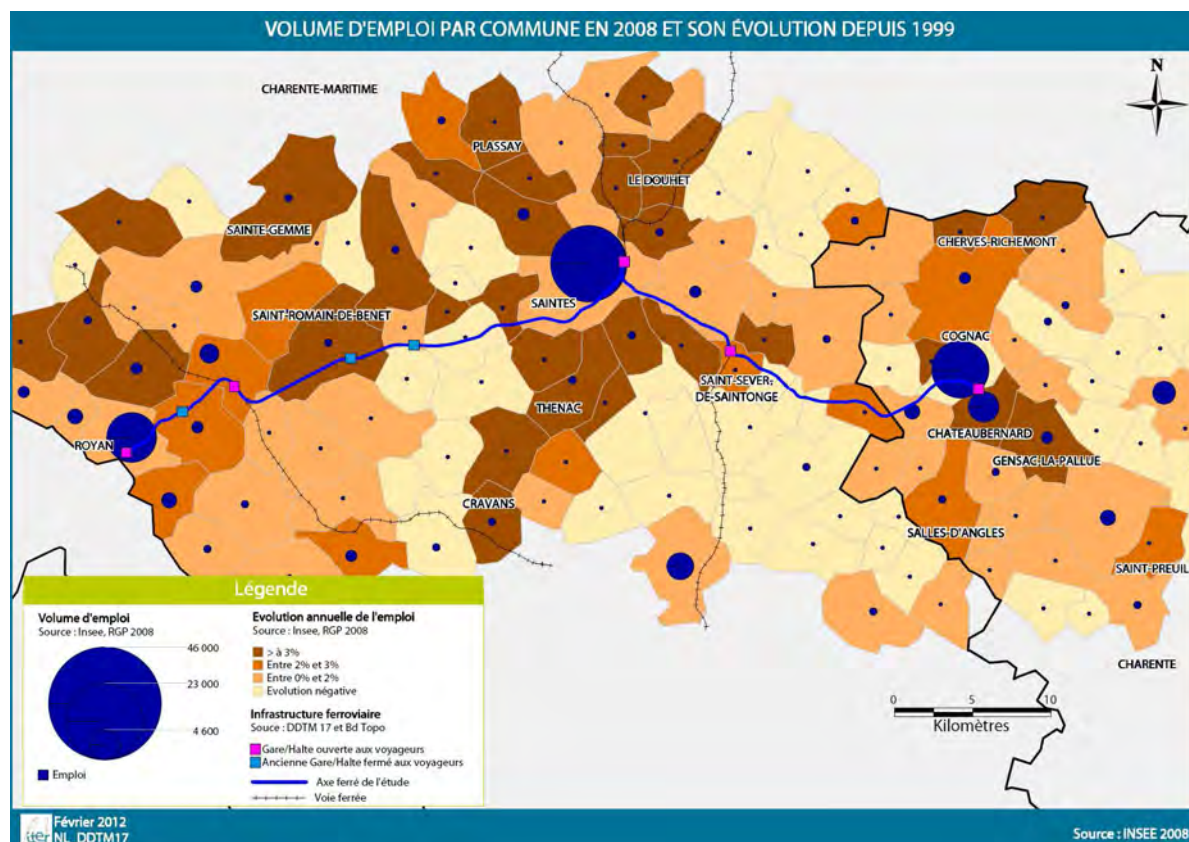 VOLUME D'EMPLOI PAR COMMUNE EN 2008 ET SON ÉVOLUTION DEPUIS 1999
N
CHARENTE-MARITIME
PLASSAY
LE DOUHET
SAINTE-GEMME
CHERVES-RICHEMONT
SAINTES
SAINT-ROMAIN-DE-BENET
COGNAC
SAINT-SEVER-
DE-SAINTONGE
THENAC
CHATEAUBERNARD
ROYAN
GENSAC-LA-PALLUE
CRAVANS
SALLES-D'ANGLES
SAINT-PREUIL
CHARENTE
0 5 10
Kilomètres
Légende
Volume d'emploi
Source : Insee, RGP 2008
46 000
23 000
4 600
Emploi
Evolution annuelle de l'emploi
Source : Insee, RGP 2008
> à 3%
Entre 2% et 3%
Entre 0% et 2%
Evolution négative
Infrastructure ferroviaire
Souce : DDTM 17 et Bd Topo
Gare/Halte ouverte aux voyageurs
Ancienne Gare/Halte fermé aux voyageurs
Axe ferré de l'étude
Voie ferrée
iter
Février 2012
NL_DDTM17
Source : INSEE 2008